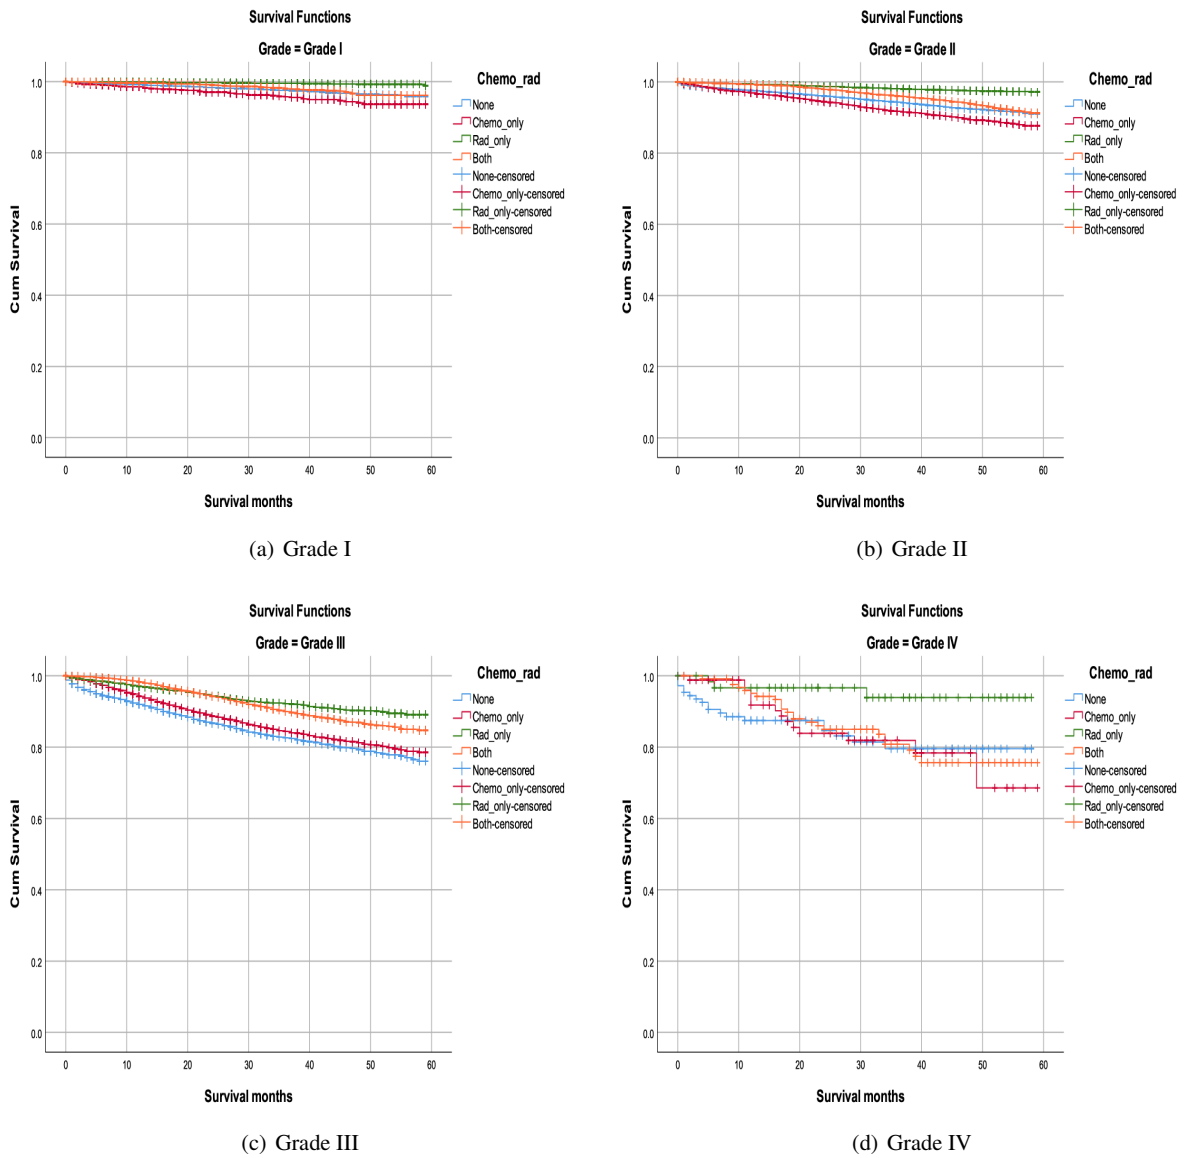 Survival Functions
Grade = Grade I
Chemo_rad
None
Chemo_only
Rad_only
Both
None-censored
Chemo_only-censored
Rad_only-censored
Both-censored
Cum Survival
1.0
0.8
0.6
0.4
0.2
0.0
0 10 20 30 40 50 60
Survival months
(a) Grade I
Survival Functions
Grade = Grade II
Chemo_rad
None
Chemo_only
Rad_only
Both
None-censored
Chemo_only-censored
Rad_only-censored
Both-censored
Cum Survival
1.0
0.8
0.6
0.4
0.2
0.0
0 10 20 30 40 50 60
Survival months
(b) Grade II
Survival Functions
Grade = Grade III
Chemo_rad
None
Chemo_only
Rad_only
Both
None-censored
Chemo_only-censored
Rad_only-censored
Both-censored
Cum Survival
1.0
0.8
0.6
0.4
0.2
0.0
0 10 20 30 40 50 60
Survival months
(c) Grade III
Survival Functions
Grade = Grade IV
Chemo_rad
None
Chemo_only
Rad_only
Both
None-censored
Chemo_only-censored
Rad_only-censored
Both-censored
Cum Survival
1.0
0.8
0.6
0.4
0.2
0.0
0 10 20 30 40 50 60
Survival months
(d) Grade IV